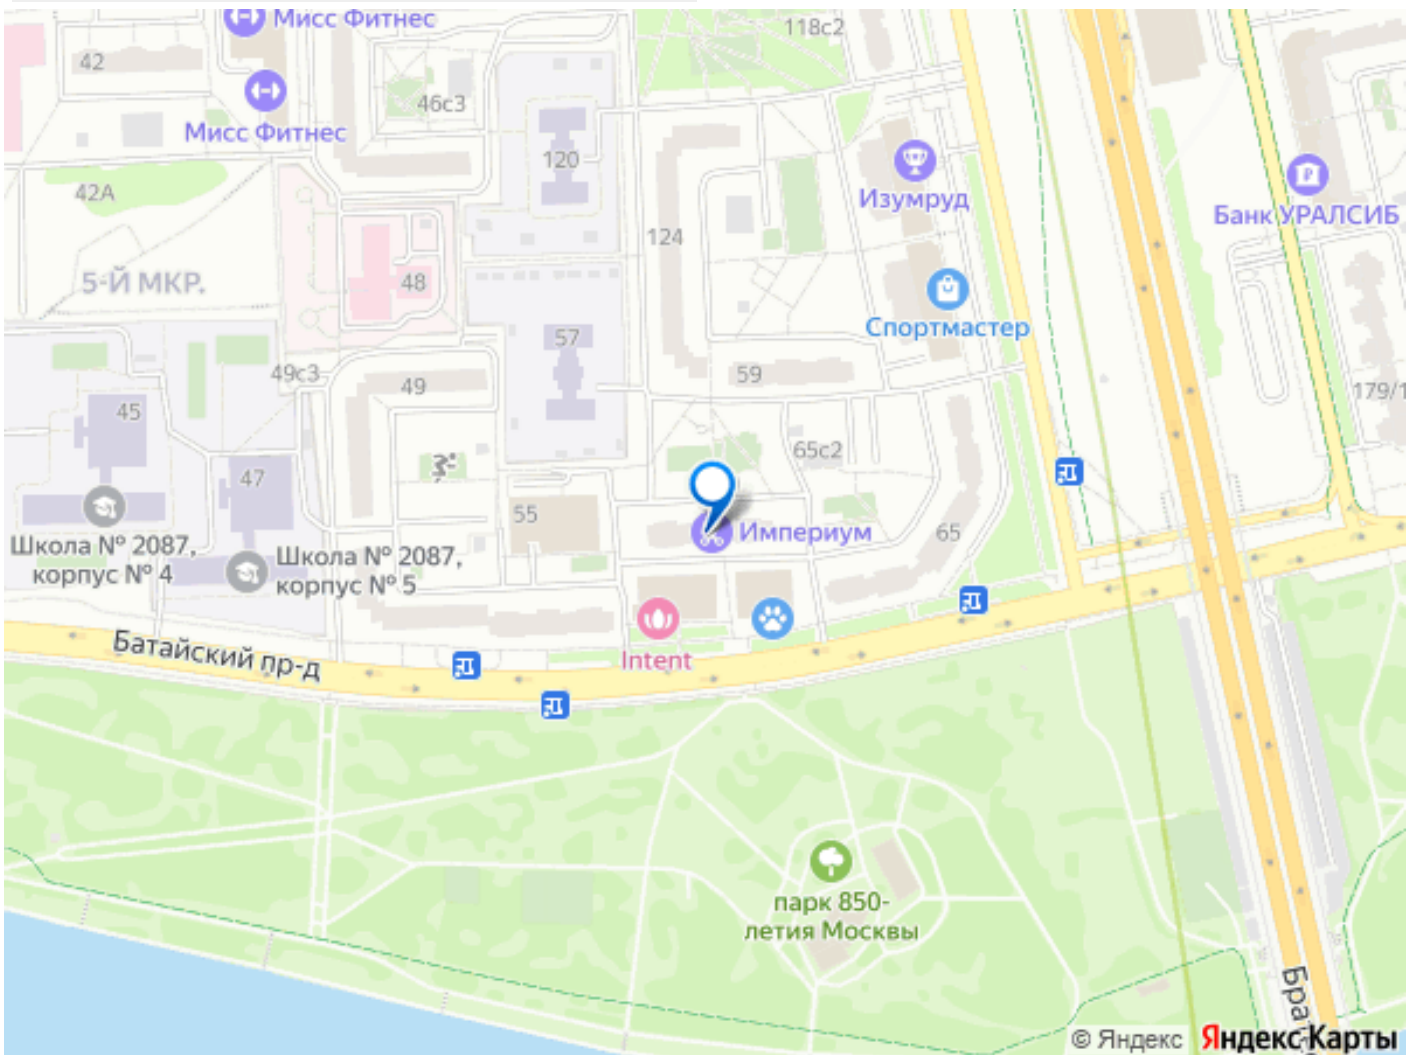 Мисс Фитнес
118с2
42
46с3
Мисс Фитнес
120
Изумруд
42А
Банк УРАЛСИБ
124
5-Й МКР.
48
Спортмастер
57
49с3
49
59
179/1
45
65с2
47
55
Империум
65
Школа № 2087,
корпус № 4
Школа № 2087,
корпус № 5
Батайский пр-д
Intent
парк 850-
летия Москвы
Бра
© Яндекс Яндекс Карты